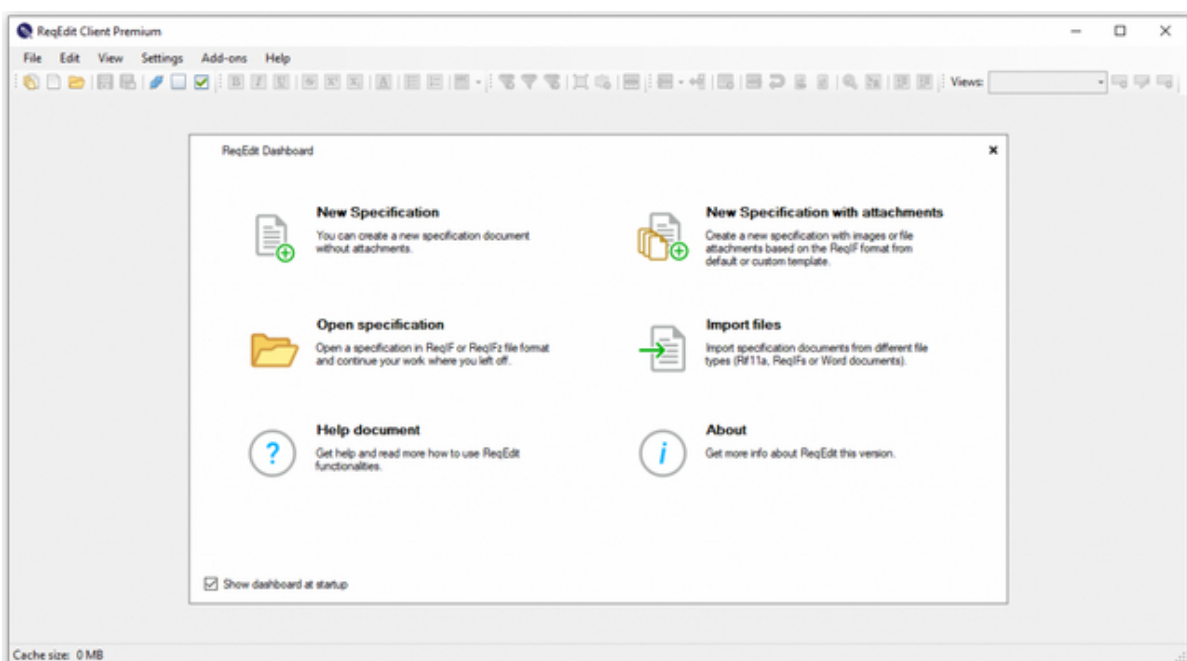 ReqEdit Client Premium
File Edit View Settings Add-ons Help
B I U Views:
ReqEdit Dashboard
New Specification
You can create a new specification document
without attachments.
New Specification with attachments
Create a new specification with images or file
attachments based on the ReqIF format from
default or custom template.
Open specification
Open a specification in ReqIF or ReqIFz file format
and continue your work where you left off.
Import files
Import specification documents from different file
types (Rif11a, ReqIFs or Word documents).
Help document
Get help and read more how to use ReqEdit
functionalities.
About
Get more info about ReqEdit this version.
Show dashboard at startup
Cache size: 0 MB